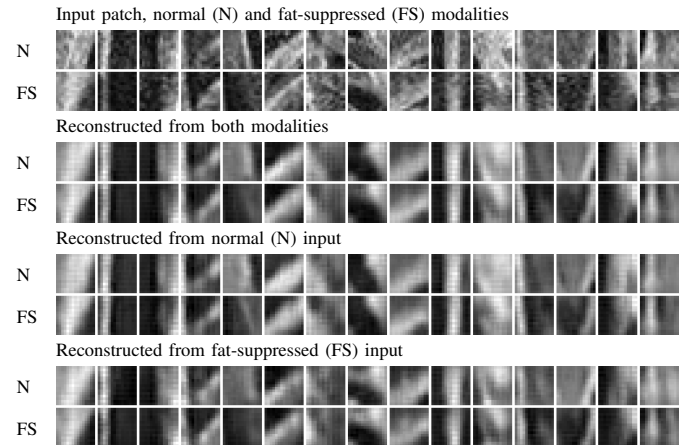 Input patch, normal (N) and fat-suppressed (FS) modalities
N
FS
Reconstructed from both modalities
N
FS
Reconstructed from normal (N) input
N
FS
Reconstructed from fat-suppressed (FS) input
N
FS